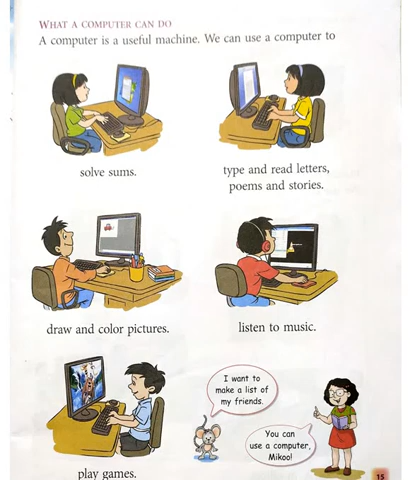 WHAT A COMPUTER CAN DO
A computer is a useful machine. We can use a computer to
solve sums.
type and read letters,
poems and stories.
draw and color pictures.
listen to music.
play games.
I want to
make a list of
my friends.
You can
use a computer,
Mikoo!
15